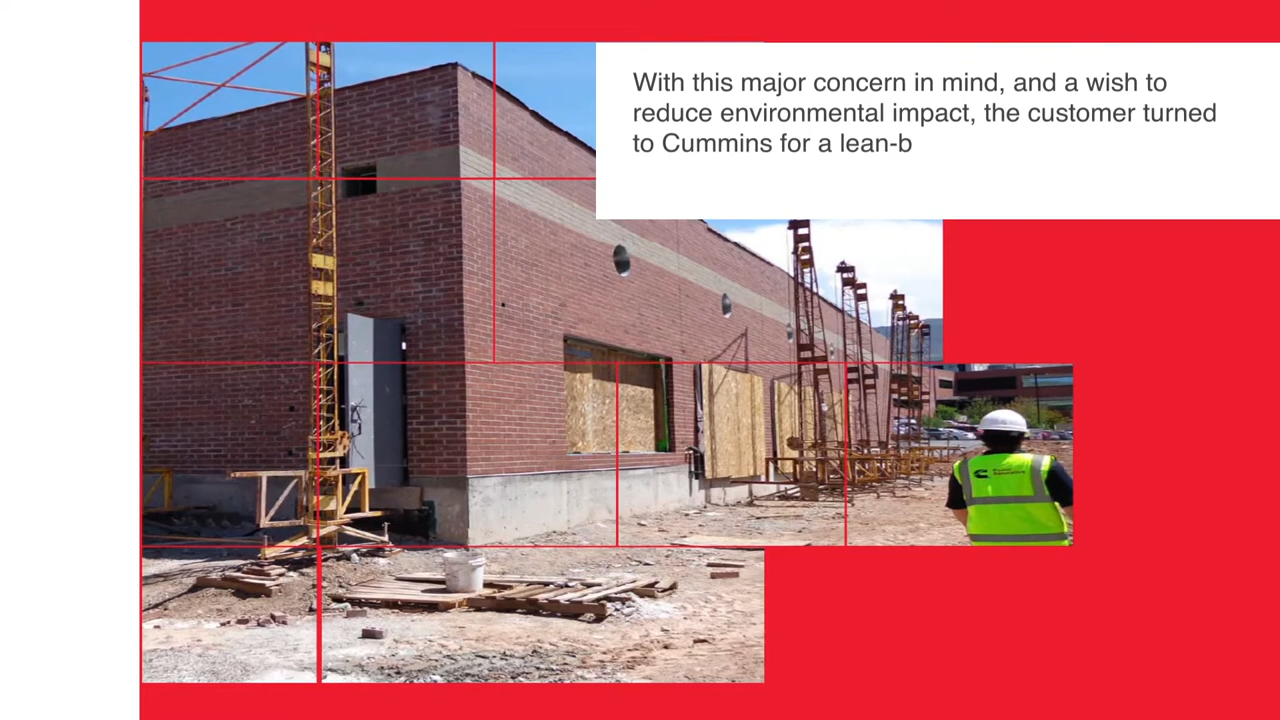 With this major concern in mind, and a wish to
reduce environmental impact, the customer turned
to Cummins for a lean-b